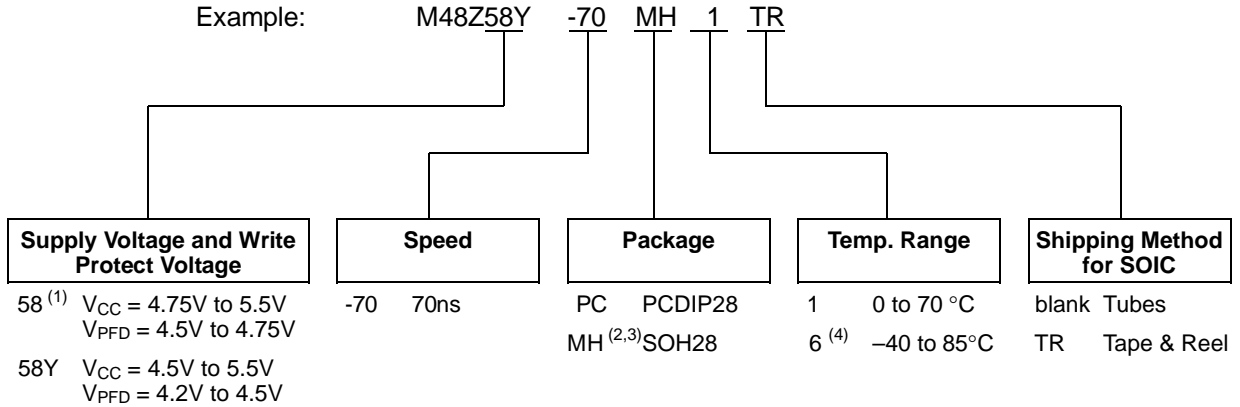 Example: M48Z58Y -70 MH 1 TR
Supply Voltage and Write
Protect Voltage
58 (1) VCC = 4.75V to 5.5V
VPFD = 4.5V to 4.75V
58Y VCC = 4.5V to 5.5V
VPFD = 4.2V to 4.5V
Speed
-70 70ns
Package
PC PCDIP28
MH (2,3) SOH28
Temp. Range
1 0 to 70 °C
6 (4) –40 to 85°C
Shipping Method
for SOIC
blank Tubes
TR Tape & Reel